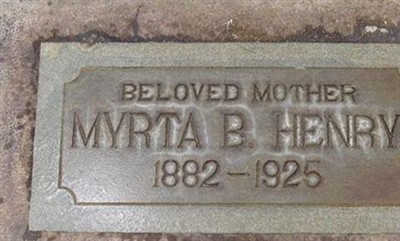 BELOVED MOTHER
MYRTA B. HENRY
1882-1925